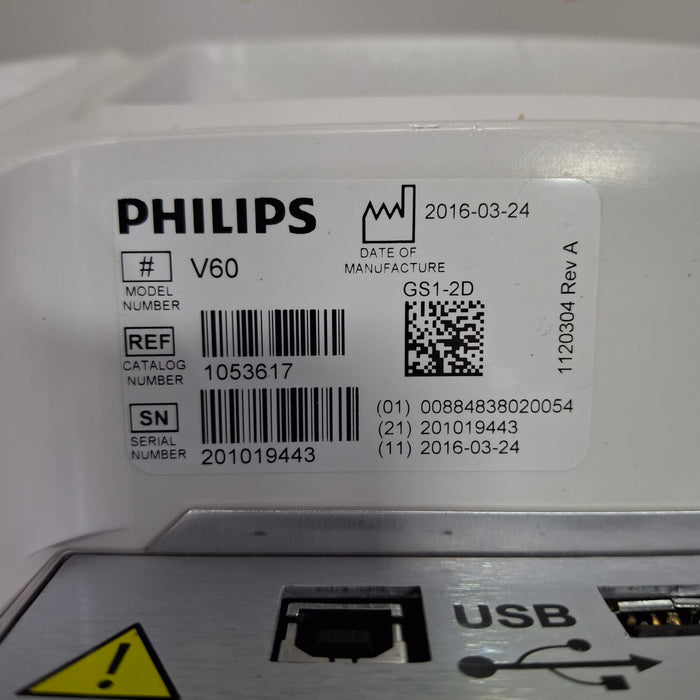 PHILIPS
2016-03-24
DATE OF
MANUFACTURE
#
V60
MODEL
NUMBER
GS1-2D
REF
CATALOG
NUMBER
1053617
SN
SERIAL
NUMBER
201019443
(01) 00884838020054
(21) 201019443
(11) 2016-03-24
1120304 Rev A
USB
!